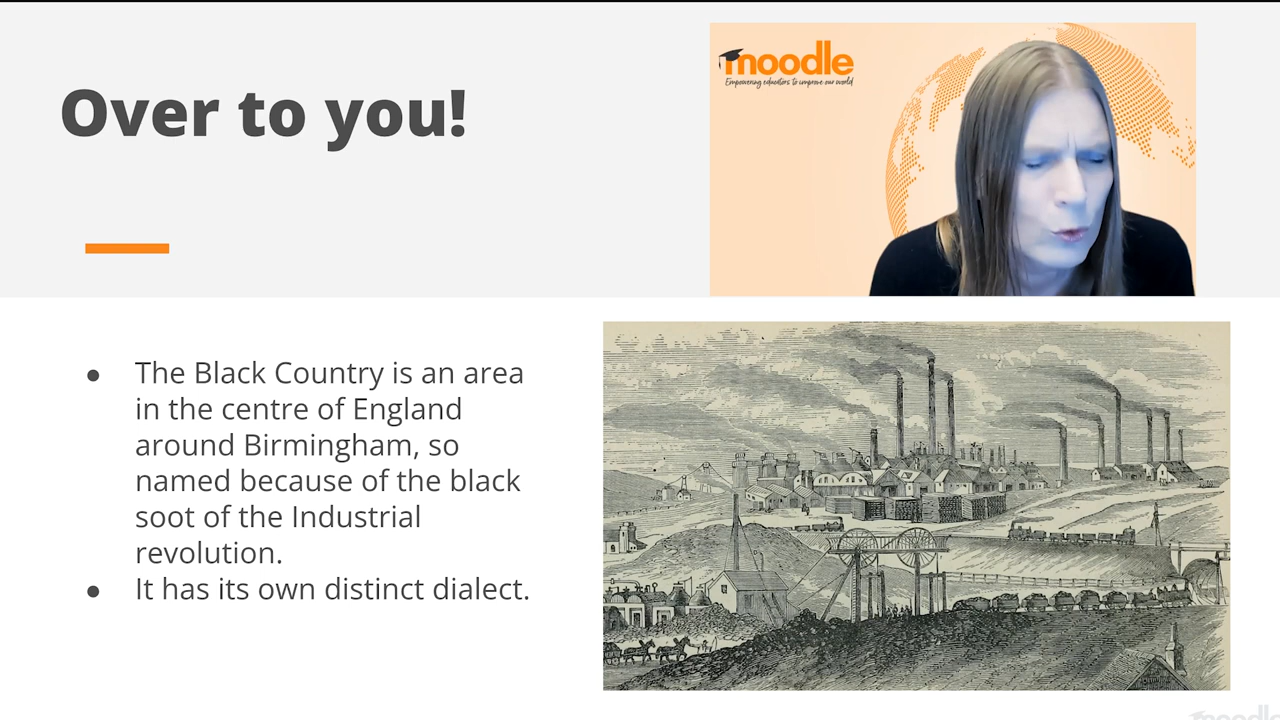 Over to you!
moodle
Empowering educators to improve our world
● The Black Country is an area
in the centre of England
around Birmingham, so
named because of the black
soot of the Industrial
revolution.
● It has its own distinct dialect.
moodle